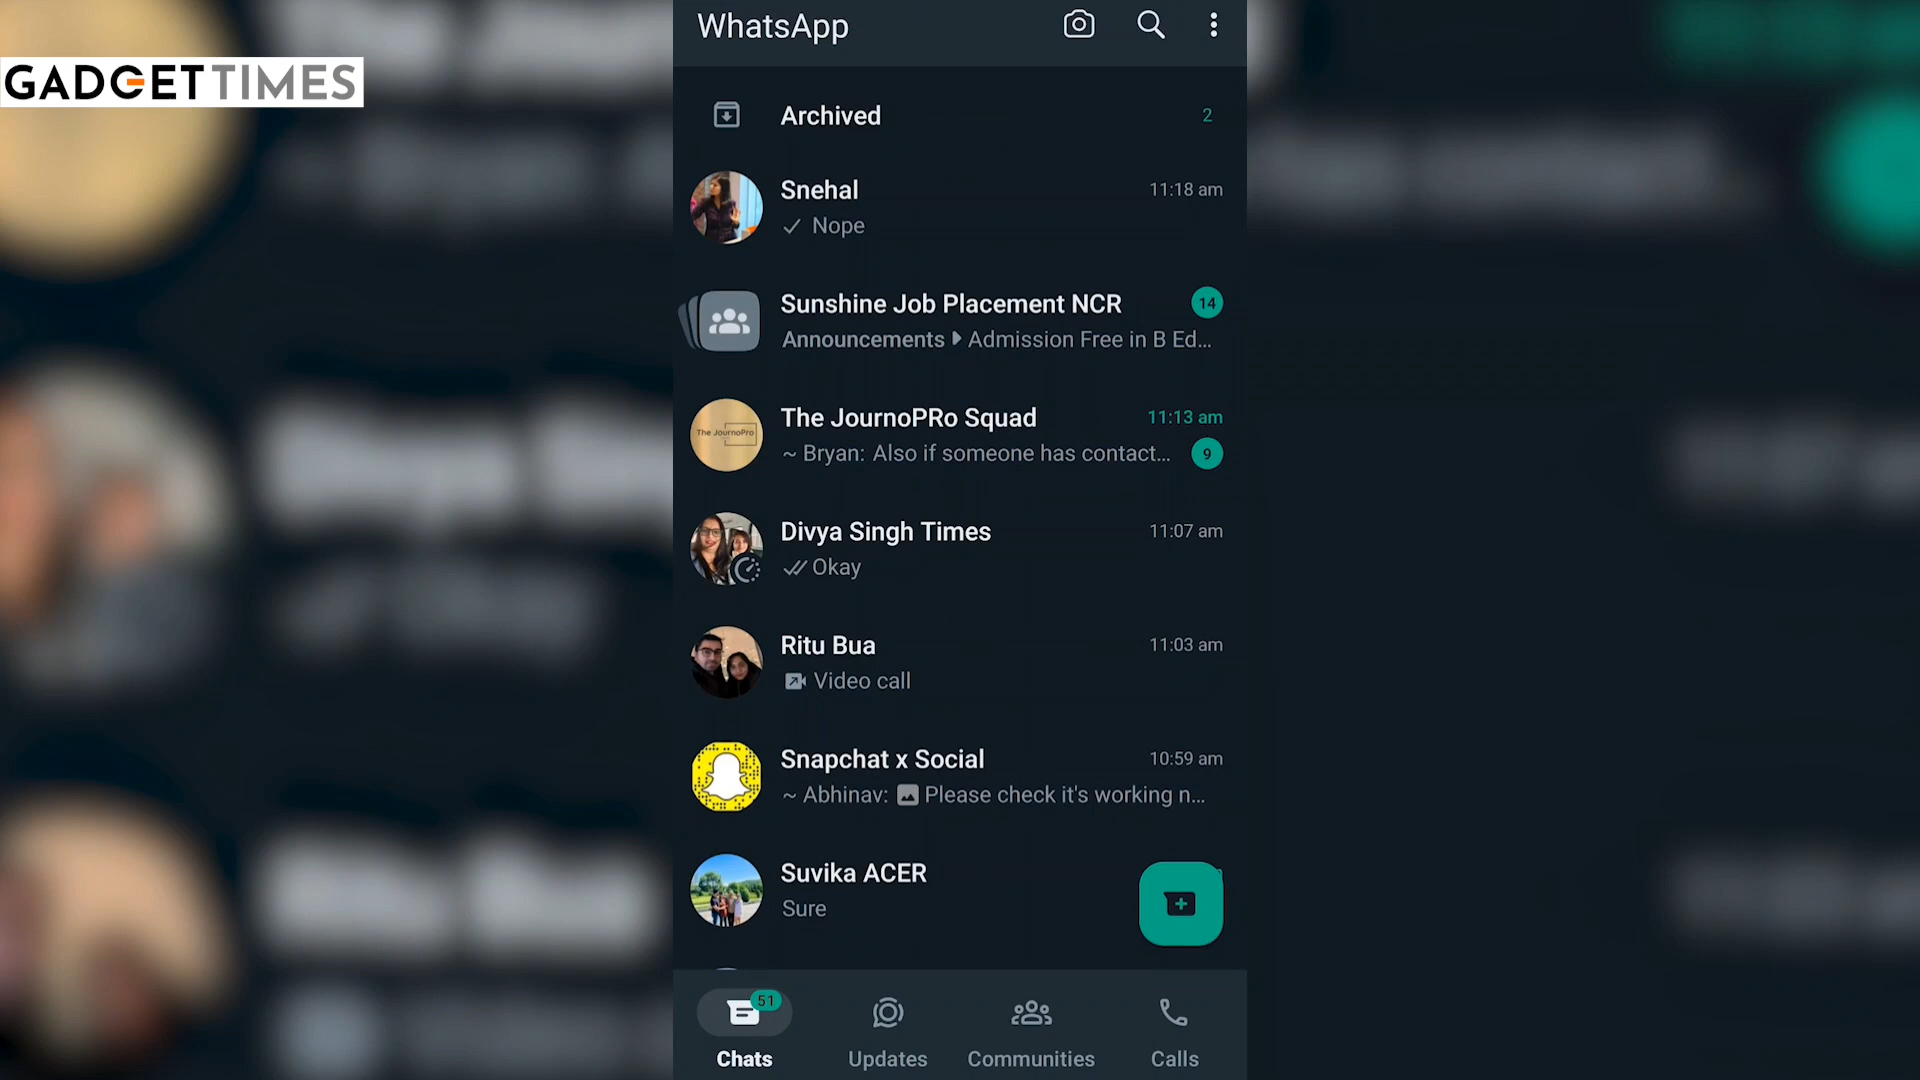 GADGETTIMES
WhatsApp
Archived
2
Snehal
11:18 am
Nope
Sunshine Job Placement NCR
14
Announcements Admission Free in B Ed...
The JournoPRo Squad
11:13 am
The JournoPro
~ Bryan: Also if someone has contact...
9
Divya Singh Times
11:07 am
Okay
Ritu Bua
11:03 am
Video call
Snapchat x Social
10:59 am
~ Abhinav: Please check it's working n...
Suvika ACER
Sure
51
Chats
Updates
Communities
Calls